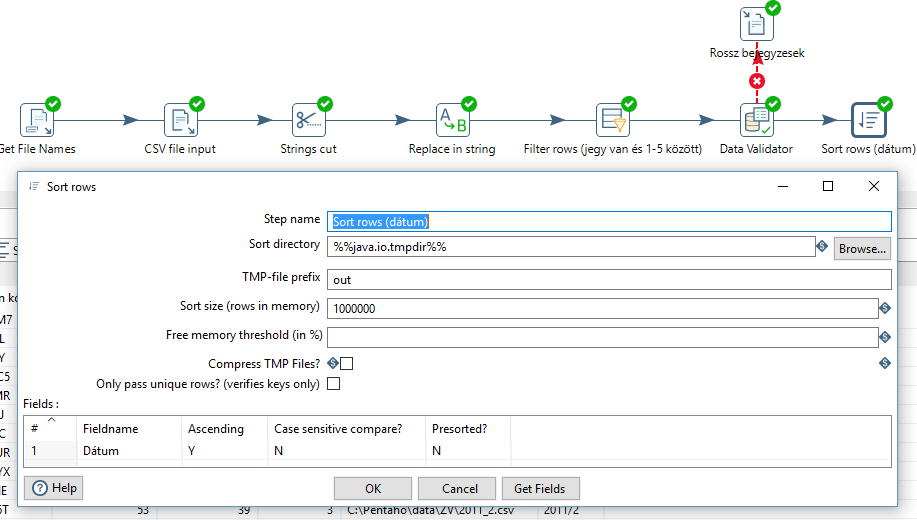 Rossz bejegyzesek
Get File Names
CSV file input
Strings cut
Replace in string
Filter rows (jegy van és 1-5 között)
Data Validator
Sort rows (dátum)
Sort rows
Step name
Sort rows (dátum)
Sort directory
%%java.io.tmpdir%%
Browse...
TMP-file prefix
out
Sort size (rows in memory)
1000000
Free memory threshold (in %)
Compress TMP Files?
Only pass unique rows? (verifies keys only)
Fields :
# Fieldname Ascending Case sensitive compare? Presorted?
1 Dátum Y N N
Help
OK
Cancel
Get Fields
53 39 3 C:\Pentaho\data\ZV\2011_2.csv 2011/2